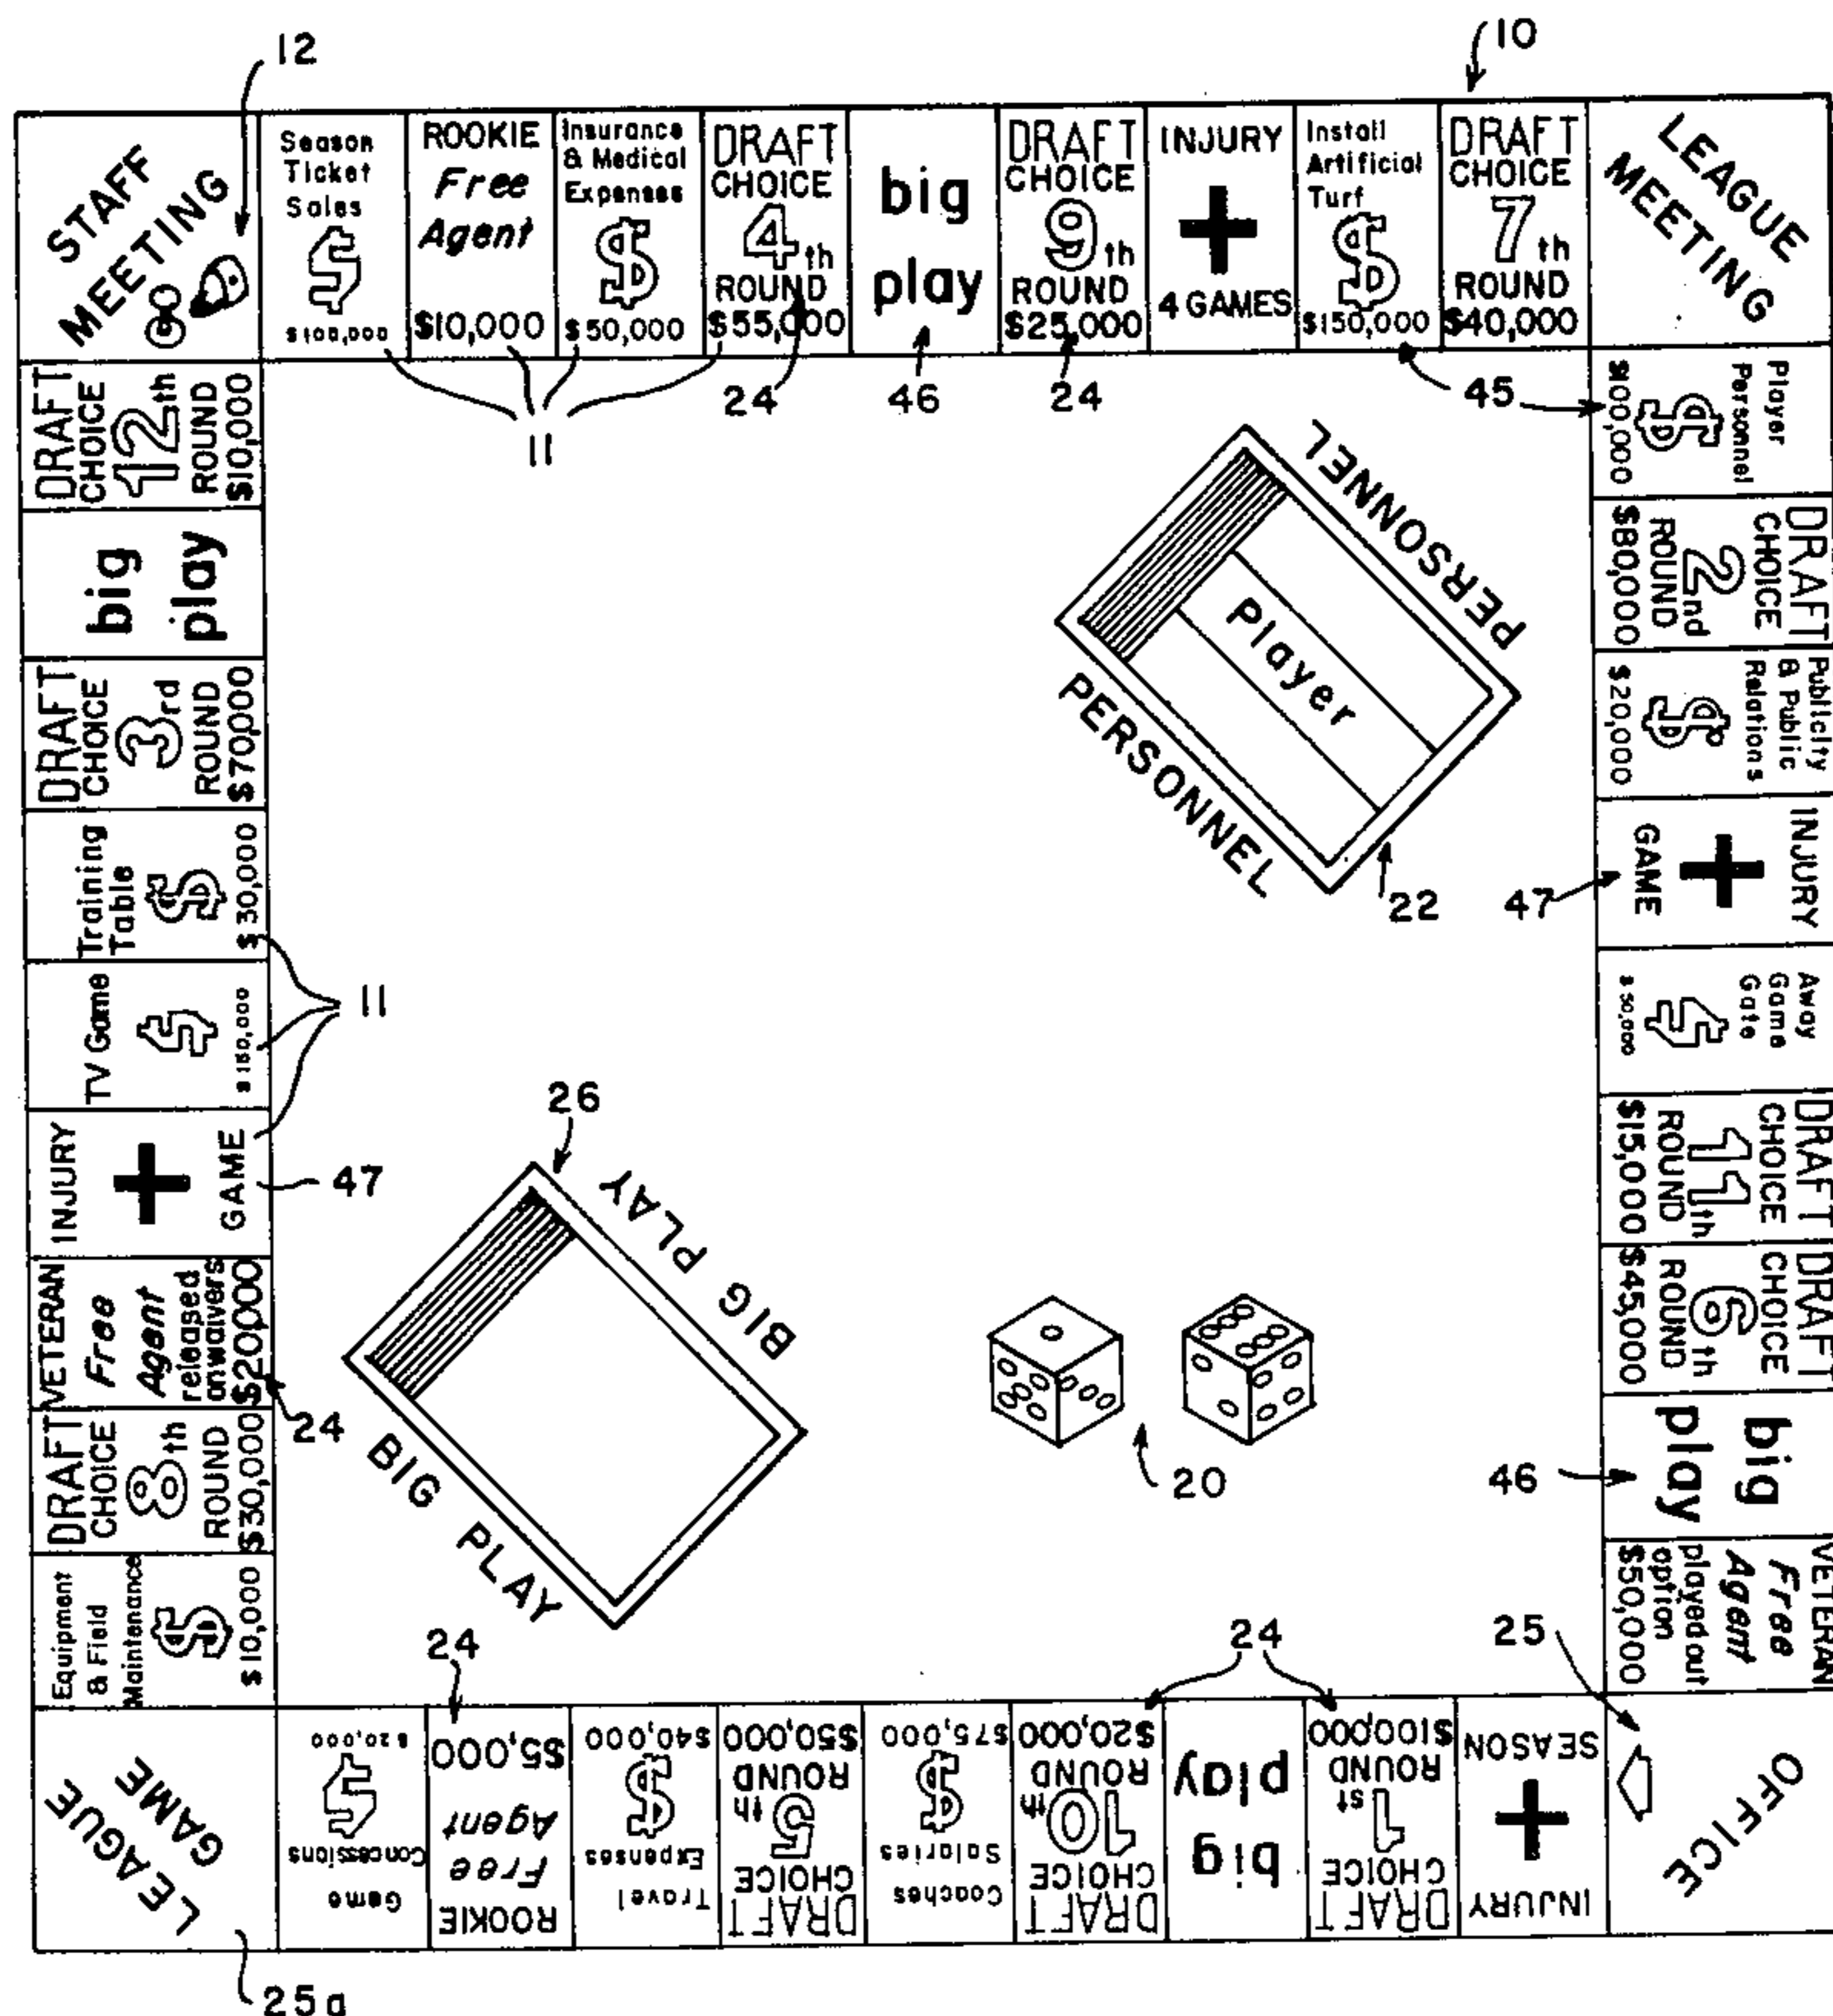 10
12
STAFF
MEETING
Season
Ticket
Sales
$
$100,000
ROOKIE
Free
Agent
$10,000
Insurance
& Medical
Expenses
$
$50,000
DRAFT
CHOICE
4th
ROUND
$55,000
big
play
DRAFT
CHOICE
9th
ROUND
$25,000
INJURY
4 GAMES
Install
Artificial
Turf
$
$150,000
DRAFT
CHOICE
7th
ROUND
$40,000
LEAGUE
MEETING
11
24
46
24
45
Player
Personnel
$
$100,000
DRAFT
CHOICE
2nd
ROUND
$80,000
Publicity
& Public
Relations
$
$20,000
INJURY
GAME
47
Away
Game
Gate
$
$50,000
DRAFT
CHOICE
11th
ROUND
$15,000
DRAFT
CHOICE
6th
ROUND
$45,000
big
play
46
VETERAN
Free
Agent
played out
option
$50,000
25
OFFICE
INJURY
SEASON
DRAFT
CHOICE
1st
ROUND
$100,000
big
play
DRAFT
CHOICE
10th
ROUND
$20,000
24
Coaches
Salaries
$
$75,000
DRAFT
CHOICE
5th
ROUND
$50,000
Travel
Expenses
$
$40,000
ROOKIE
Free
Agent
$5,000
24
Game
Concessions
$
$20,000
LEAGUE
GAME
25a
Equipment
& Field
Maintenance
$
$10,000
DRAFT
CHOICE
8th
ROUND
$30,000
VETERAN
Free
Agent
released
on waivers
$20,000
24
INJURY
GAME
47
TV Game
$
$150,000
11
Training
Table
$
$30,000
DRAFT
CHOICE
3rd
ROUND
$70,000
big
play
DRAFT
CHOICE
12th
ROUND
$10,000
PERSONNEL
Player
PERSONNEL
22
26
BIG PLAY
BIG PLAY
20